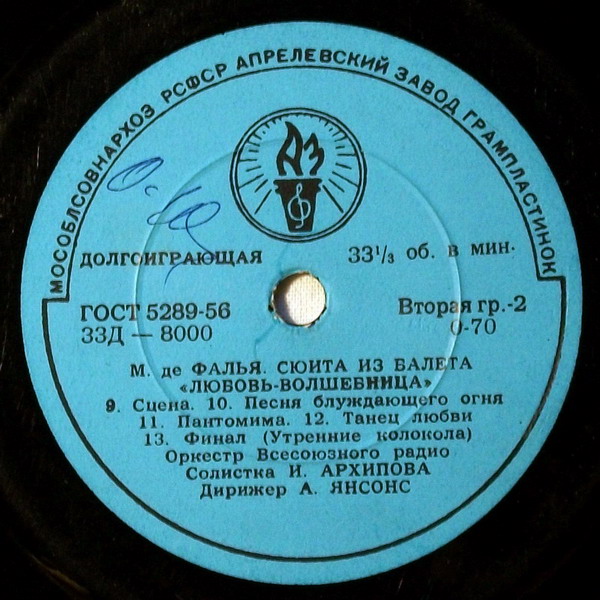 МОСОБЛСОВНАРХОЗ РСФСР АПРЕЛЕВСКИЙ ЗАВОД ГРАМПЛАСТИНОК
АЗ
ДОЛГОИГРАЮЩАЯ 33⅓ об. в мин.
ГОСТ 5289-56 Вторая гр.-2
33Д — 8000 0-70
М. де ФАЛЬЯ. СЮИТА ИЗ БАЛЕТА
«ЛЮБОВЬ-ВОЛШЕБНИЦА»
9. Сцена. 10. Песня блуждающего огня
11. Пантомима. 12. Танец любви
13. Финал (Утренние колокола)
Оркестр Всесоюзного радио
Солистка И. АРХИПОВА
Дирижер А. ЯНСОНС